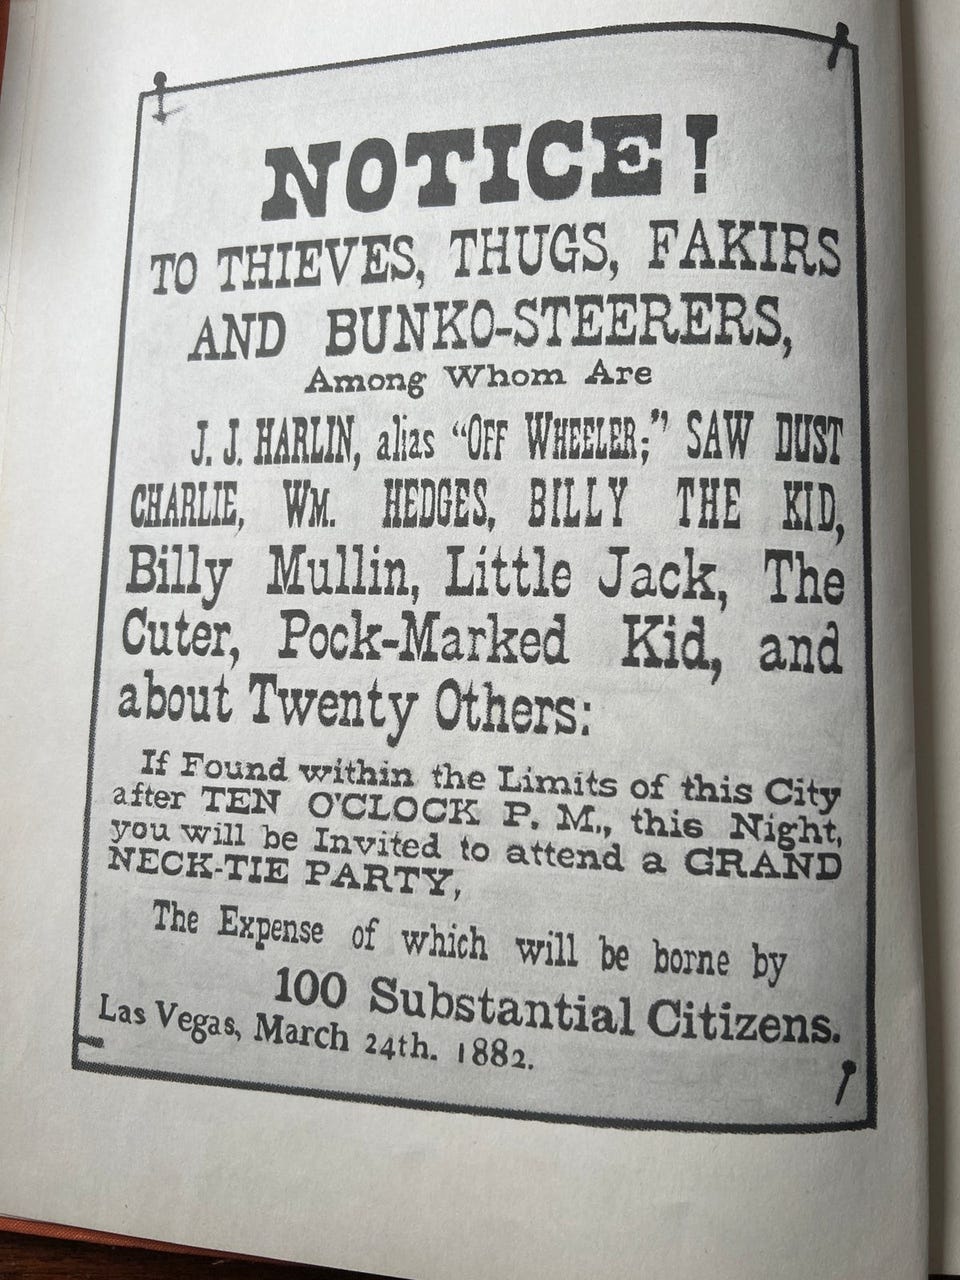 NOTICE!
TO THIEVES, THUGS, FAKIRS
AND BUNKO-STEERERS,
Among Whom Are
J. J. HARLIN, alias “OFF WHEELER;” SAW DUST
CHARLIE, WM. HEDGES, BILLY THE KID,
Billy Mullin, Little Jack, The
Cuter, Pock-Marked Kid, and
about Twenty Others:
If Found within the Limits of this City
after TEN O'CLOCK P. M., this Night,
you will be Invited to attend a GRAND
NECK-TIE PARTY,
The Expense of which will be borne by
100 Substantial Citizens.
Las Vegas, March 24th. 1882.